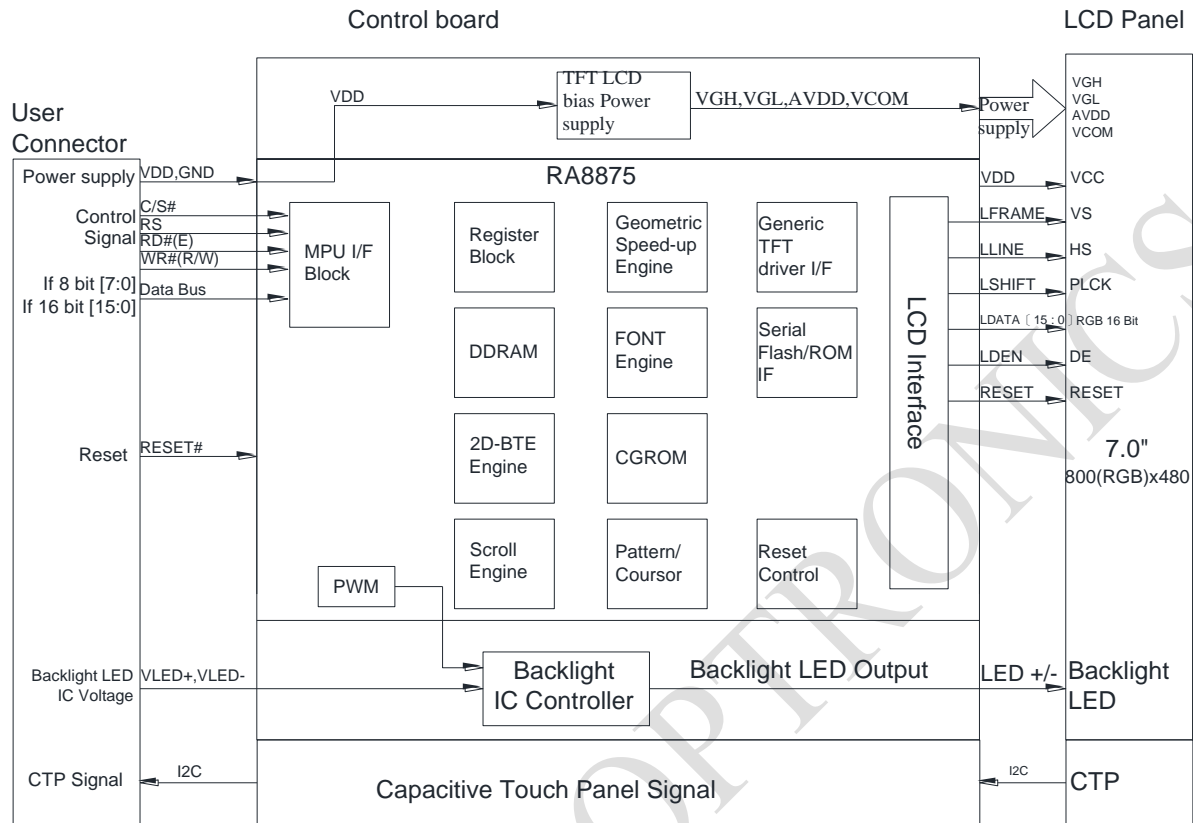 Control board
LCD Panel
User
Connector
VDD
TFT LCD
bias Power
supply
VGH,VGL,AVDD,VCOM
Power
supply
VGH
VGL
AVDD
VCOM
Power supply
VDD,GND
RA8875
VDD
VCC
Control
Signal
C/S#
RS
RD#(E)
WR#(R/W)
If 8 bit [7:0]
If 16 bit [15:0]
Data Bus
MPU I/F
Block
Register
Block
Geometric
Speed-up
Engine
Generic
TFT
driver I/F
DDRAM
FONT
Engine
Serial
Flash/ROM
IF
2D-BTE
Engine
CGROM
Scroll
Engine
Pattern/
Coursor
Reset
Control
LCD Interface
LFRAME
VS
LLINE
HS
LSHIFT
PLCK
LDATA〔15:0〕RGB 16 Bit
LDEN
DE
RESET
RESET
7.0"
800(RGB)x480
Reset
RESET#
PWM
Backlight LED
IC Voltage
VLED+,VLED-
Backlight
IC Controller
Backlight LED Output
LED +/-
Backlight
LED
CTP Signal
I2C
Capacitive Touch Panel Signal
I2C
CTP
OPTRONICS